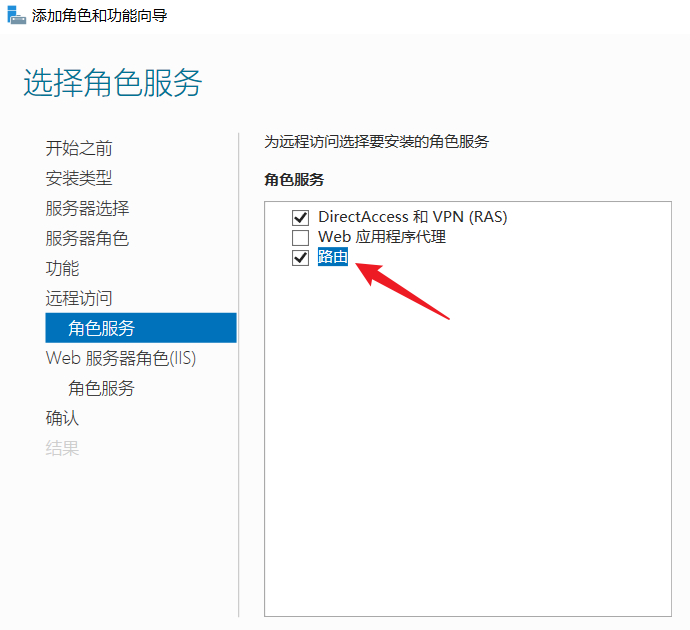 添加角色和功能向导
选择角色服务
开始之前
安装类型
服务器选择
服务器角色
功能
远程访问
角色服务
Web 服务器角色(IIS)
角色服务
确认
结果
为远程访问选择要安装的角色服务
角色服务
DirectAccess 和 VPN (RAS)
Web 应用程序代理
路由